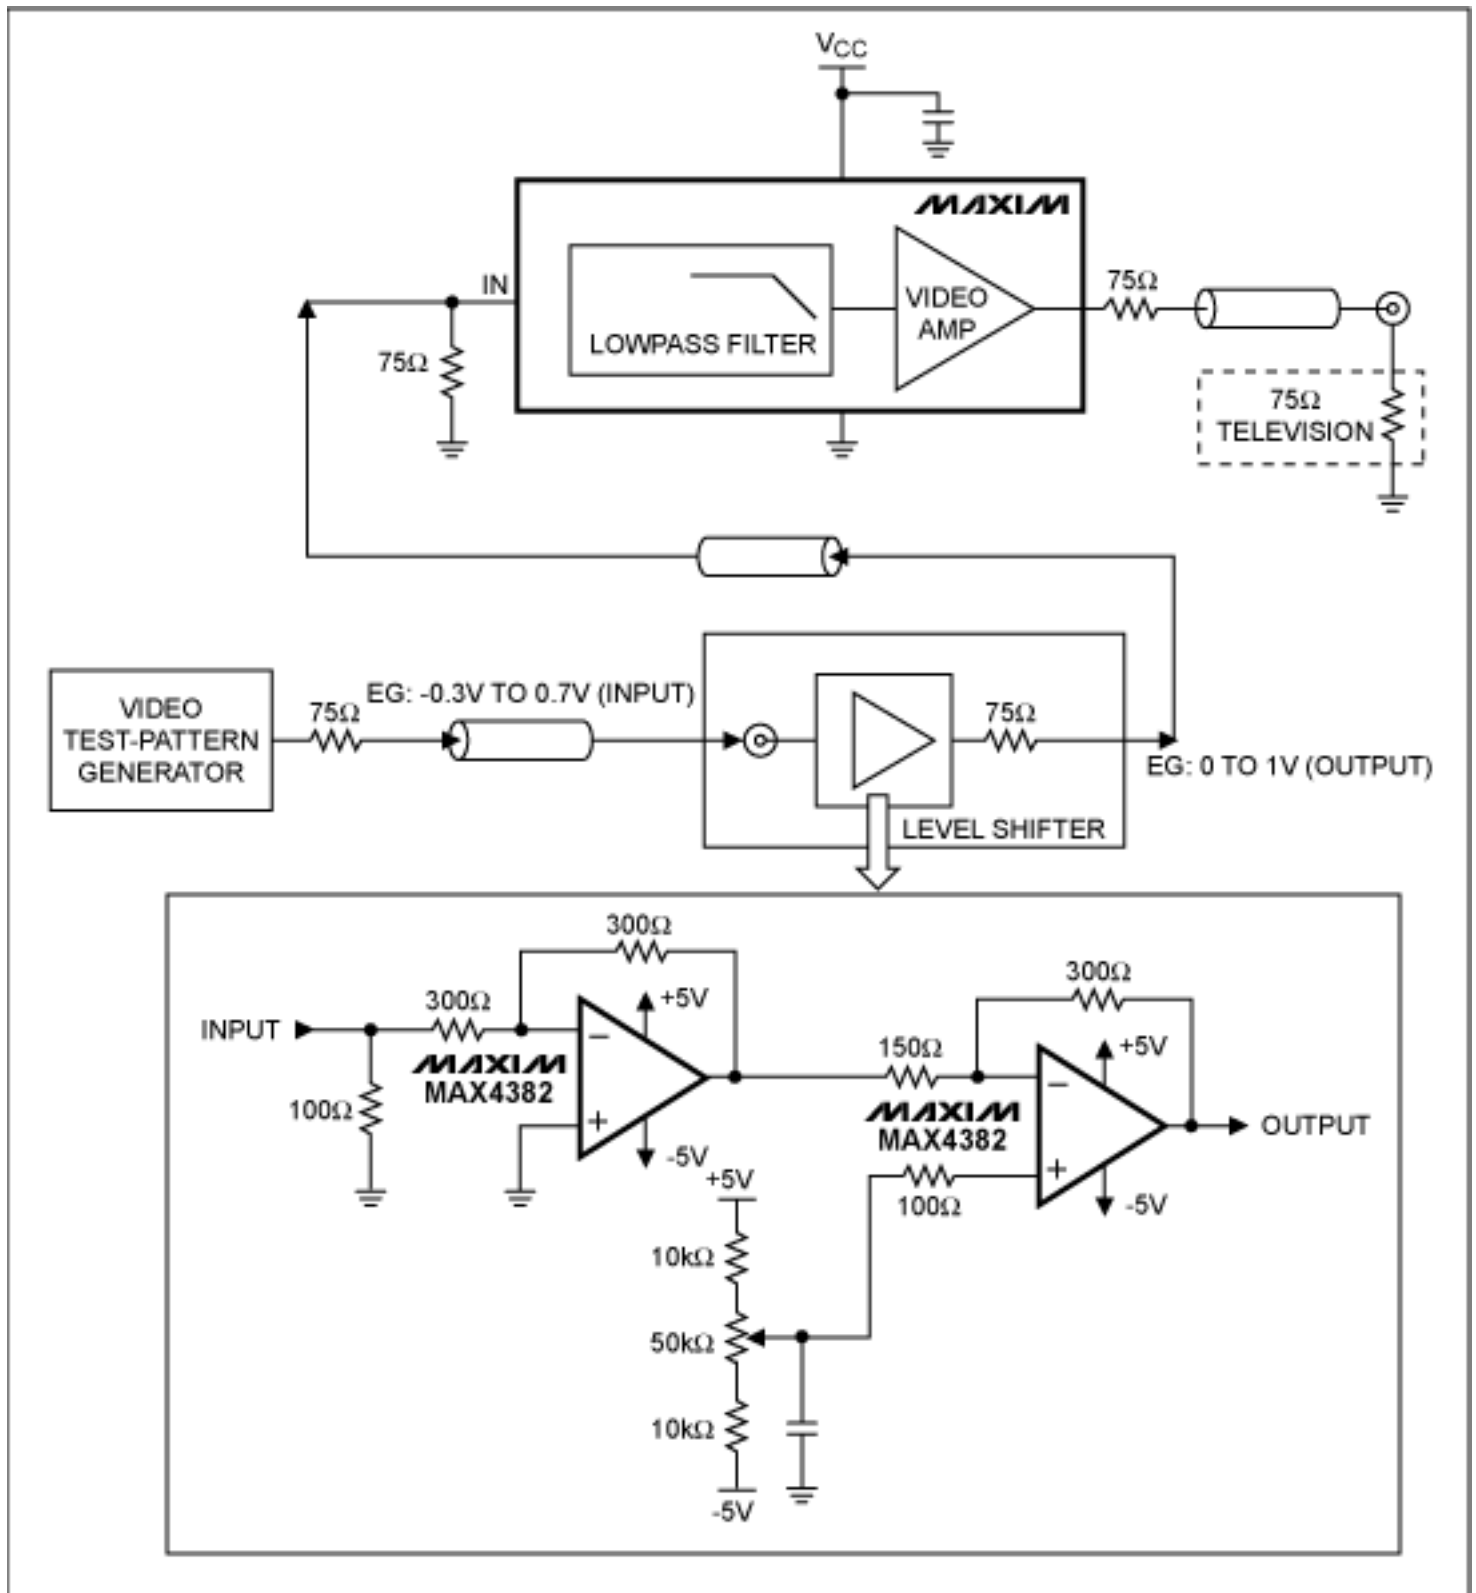 VCC
MAXIM
IN
LOWPASS FILTER
VIDEO
AMP
75Ω
75Ω
75Ω
TELEVISION
VIDEO
TEST-PATTERN
GENERATOR
75Ω
EG: -0.3V TO 0.7V (INPUT)
75Ω
EG: 0 TO 1V (OUTPUT)
LEVEL SHIFTER
300Ω
300Ω
+5V
INPUT
MAXIM
MAX4382
100Ω
-5V
300Ω
150Ω
+5V
MAXIM
MAX4382
OUTPUT
100Ω
-5V
+5V
10kΩ
50kΩ
10kΩ
-5V